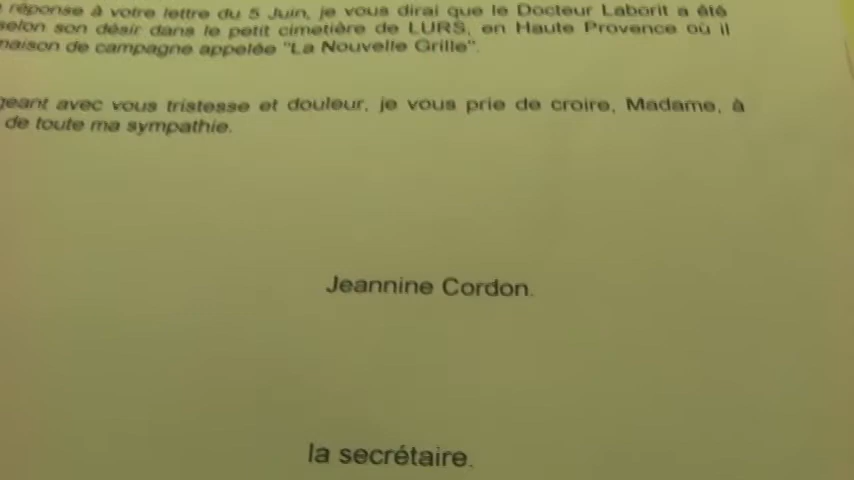 réponse à votre lettre du 5 Juin, je vous dirai que le Docteur Laborit a été
selon son désir dans le petit cimetière de LURS, en Haute Provence où il
maison de campagne appelée "La Nouvelle Grille".
geant avec vous tristesse et douleur, je vous prie de croire, Madame, à
de toute ma sympathie.
Jeannine Cordon.
la secrétaire.